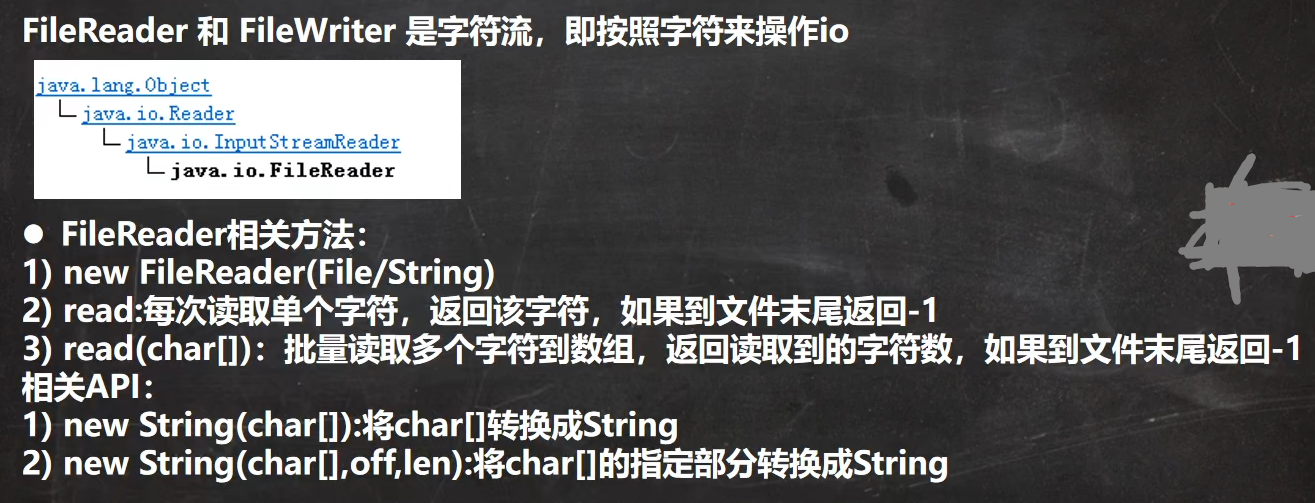 FileReader 和 FileWriter 是字符流，即按照字符来操作io
java.lang.Object
java.io.Reader
java.io.InputStreamReader
java.io.FileReader
● FileReader相关方法：
1) new FileReader(File/String)
2) read:每次读取单个字符，返回该字符，如果到文件末尾返回-1
3) read(char[])：批量读取多个字符到数组，返回读取到的字符数，如果到文件末尾返回-1
相关API：
1) new String(char[]):将char[]转换成String
2) new String(char[],off,len):将char[]的指定部分转换成String